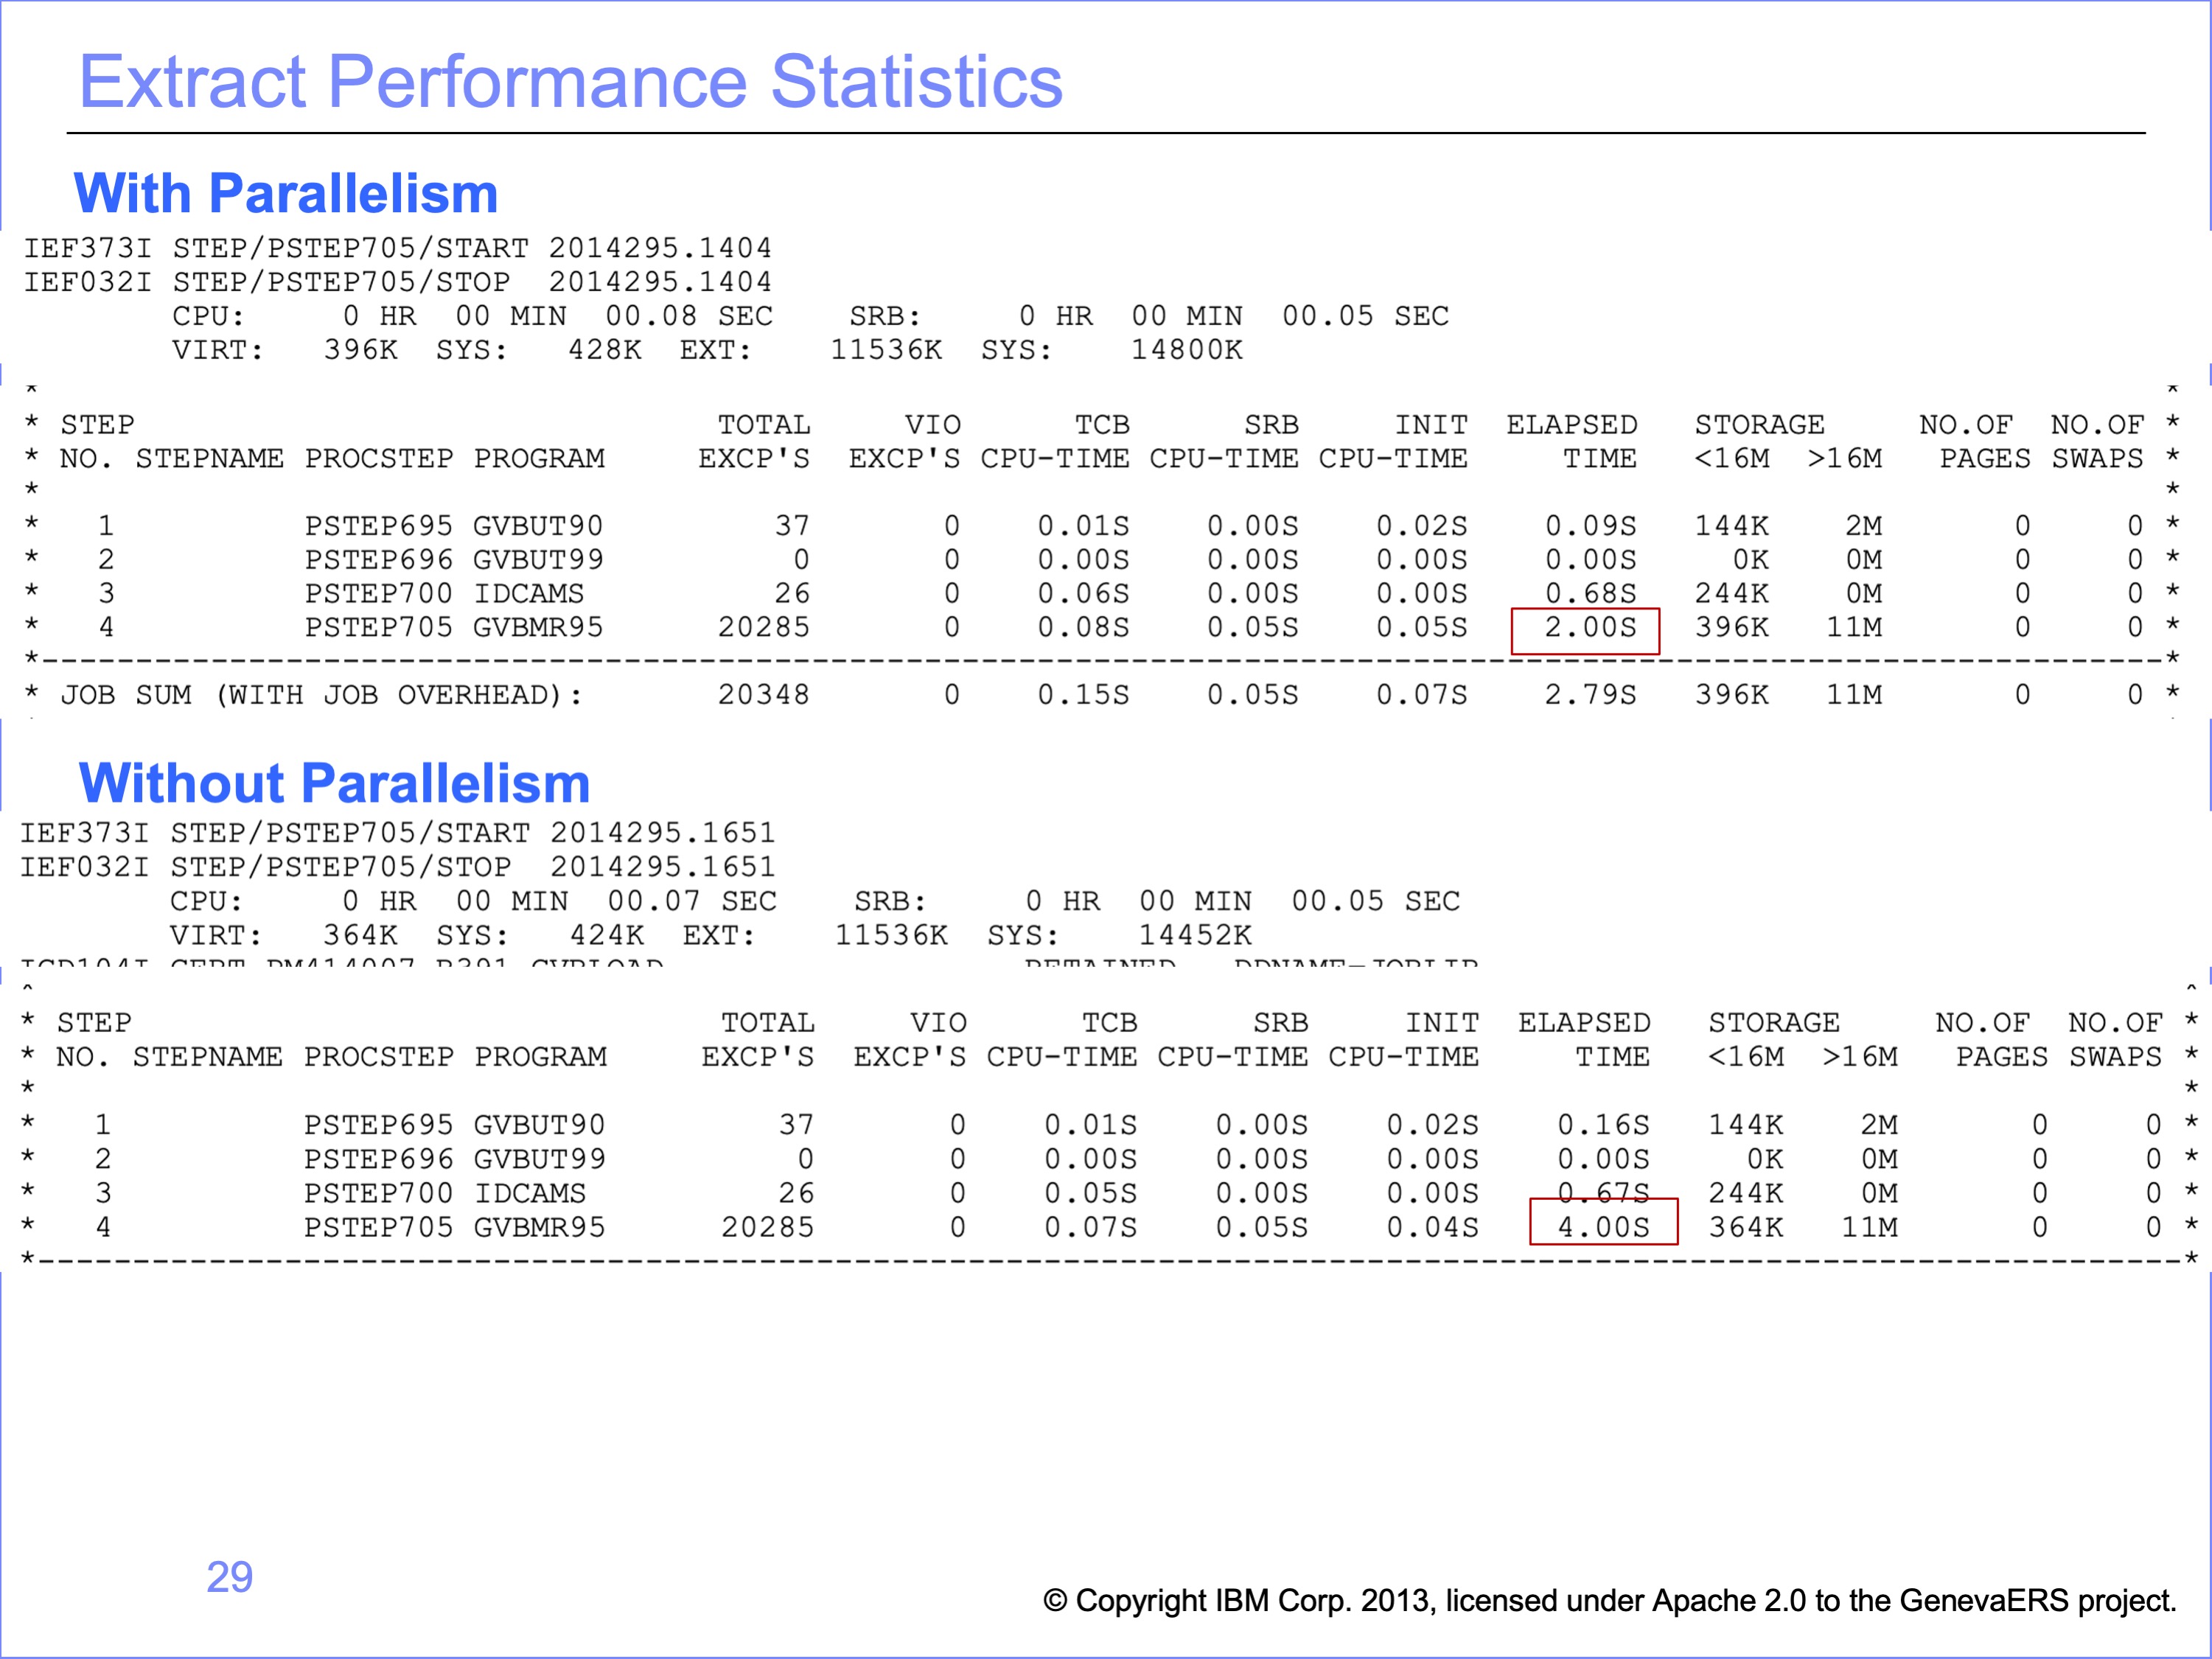 Extract Performance Statistics
With Parallelism
IEF373I STEP/PSTEP705/START 2014295.1404
IEF032I STEP/PSTEP705/STOP  2014295.1404
CPU:     0 HR  00 MIN  00.08 SEC    SRB:     0 HR  00 MIN  00.05 SEC
VIRT:   396K  SYS:   428K  EXT:    11536K  SYS:    14800K
* STEP TOTAL VIO TCB SRB INIT ELAPSED STORAGE NO.OF NO.OF *
* NO. STEPNAME PROCSTEP PROGRAM EXCP'S EXCP'S CPU-TIME CPU-TIME CPU-TIME TIME <16M >16M PAGES SWAPS *
* *
* 1 PSTEP695 GVBUT90 37 0 0.01S 0.00S 0.02S 0.09S 144K 2M 0 0 *
* 2 PSTEP696 GVBUT99 0 0 0.00S 0.00S 0.00S 0.00S 0K 0M 0 0 *
* 3 PSTEP700 IDCAMS 26 0 0.06S 0.00S 0.00S 0.68S 244K 0M 0 0 *
* 4 PSTEP705 GVBMR95 20285 0 0.08S 0.05S 0.05S 2.00S 396K 11M 0 0 *
*-----------------------------------------------------------------------------------------------------------------*
* JOB SUM (WITH JOB OVERHEAD): 20348 0 0.15S 0.05S 0.07S 2.79S 396K 11M 0 0 *
Without Parallelism
IEF373I STEP/PSTEP705/START 2014295.1651
IEF032I STEP/PSTEP705/STOP  2014295.1651
CPU:     0 HR  00 MIN  00.07 SEC    SRB:     0 HR  00 MIN  00.05 SEC
VIRT:   364K  SYS:   424K  EXT:    11536K  SYS:    14452K
* STEP TOTAL VIO TCB SRB INIT ELAPSED STORAGE NO.OF NO.OF *
* NO. STEPNAME PROCSTEP PROGRAM EXCP'S EXCP'S CPU-TIME CPU-TIME CPU-TIME TIME <16M >16M PAGES SWAPS *
* *
* 1 PSTEP695 GVBUT90 37 0 0.01S 0.00S 0.02S 0.16S 144K 2M 0 0 *
* 2 PSTEP696 GVBUT99 0 0 0.00S 0.00S 0.00S 0.00S 0K 0M 0 0 *
* 3 PSTEP700 IDCAMS 26 0 0.05S 0.00S 0.00S 0.67S 244K 0M 0 0 *
* 4 PSTEP705 GVBMR95 20285 0 0.07S 0.05S 0.04S 4.00S 364K 11M 0 0 *
*-----------------------------------------------------------------------------------------------------------------*
29
© Copyright IBM Corp. 2013, licensed under Apache 2.0 to the GenevaERS project.